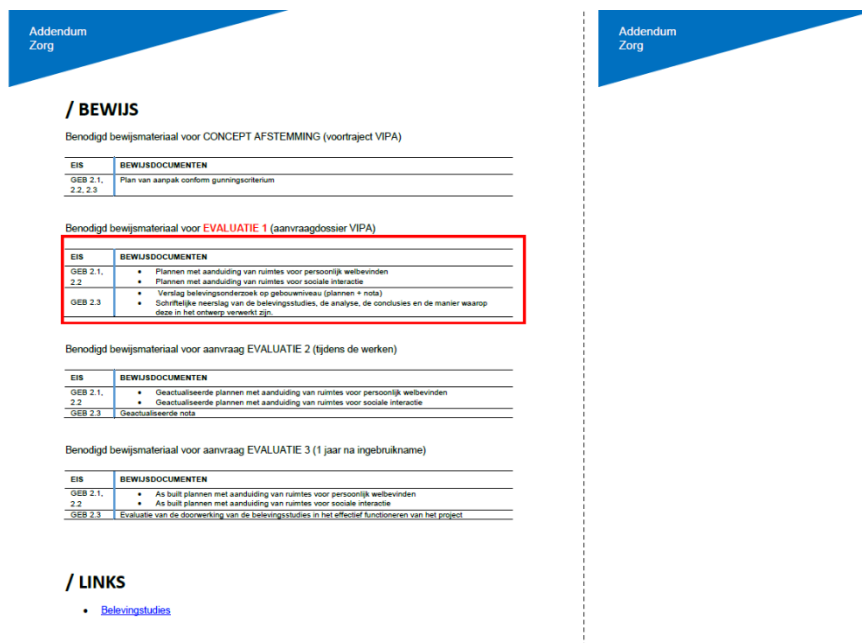 Addendum
Zorg
/ BEWIJS
Benodigd bewijsmateriaal voor CONCEPT AFSTEMMING (voortraject VIPA)
EIS BEWIJSDOCUMENTEN
GEB 2.1, Plan van aanpak conform gunningscriterium
2.2, 2.3
Benodigd bewijsmateriaal voor EVALUATIE 1 (aanvraagdossier VIPA)
EIS BEWIJSDOCUMENTEN
GEB 2.1, • Plannen met aanduiding van ruimtes voor persoonlijk welbevinden
2.2 • Plannen met aanduiding van ruimtes voor sociale interactie
GEB 2.3 • Verslag belevingsonderzoek op gebouwniveau (plannen + nota)
• Schriftelijke neerslag van de belevingsstudies, de analyse, de conclusies en de manier waarop
deze in het ontwerp verwerkt zijn.
Benodigd bewijsmateriaal voor aanvraag EVALUATIE 2 (tijdens de werken)
EIS BEWIJSDOCUMENTEN
GEB 2.1, • Geactualiseerde plannen met aanduiding van ruimtes voor persoonlijk welbevinden
2.2 • Geactualiseerde plannen met aanduiding van ruimtes voor sociale interactie
GEB 2.3 Geactualiseerde nota
Benodigd bewijsmateriaal voor aanvraag EVALUATIE 3 (1 jaar na ingebruikname)
EIS BEWIJSDOCUMENTEN
GEB 2.1, • As built plannen met aanduiding van ruimtes voor persoonlijk welbevinden
2.2 • As built plannen met aanduiding van ruimtes voor sociale interactie
GEB 2.3 Evaluatie van de doorwerking van de belevingsstudies in het effectief functioneren van het project
/ LINKS
• Belevingstudies
Addendum
Zorg